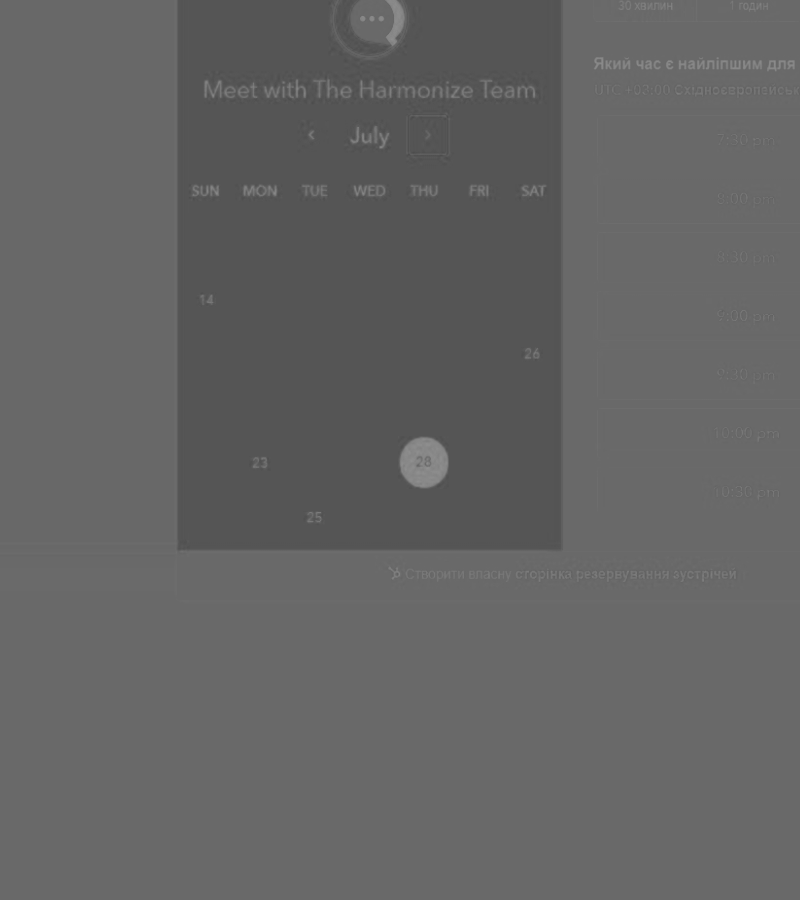 30 хвилин
1 годин
Meet with The Harmonize Team
‹ July ›
SUN MON TUE WED THU FRI SAT
14
26
23 28
25
Який час є найліпшим для
UTC +03:00 Східноєвропейськ
7:30 pm
8:00 pm
8:30 pm
9:00 pm
9:30 pm
10:00 pm
10:30 pm
Створити власну сторінка резервування зустрічей